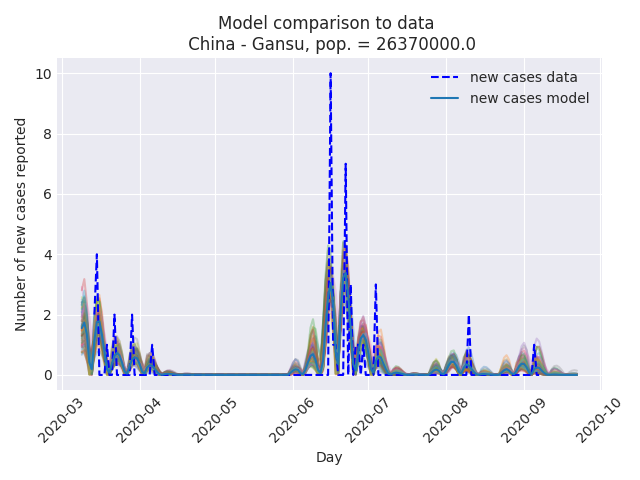 Model comparison to data
China - Gansu, pop. = 26370000.0
new cases data
new cases model
Number of new cases reported
10
8
6
4
2
0
2020-03
2020-04
2020-05
2020-06
2020-07
2020-08
2020-09
2020-10
Day